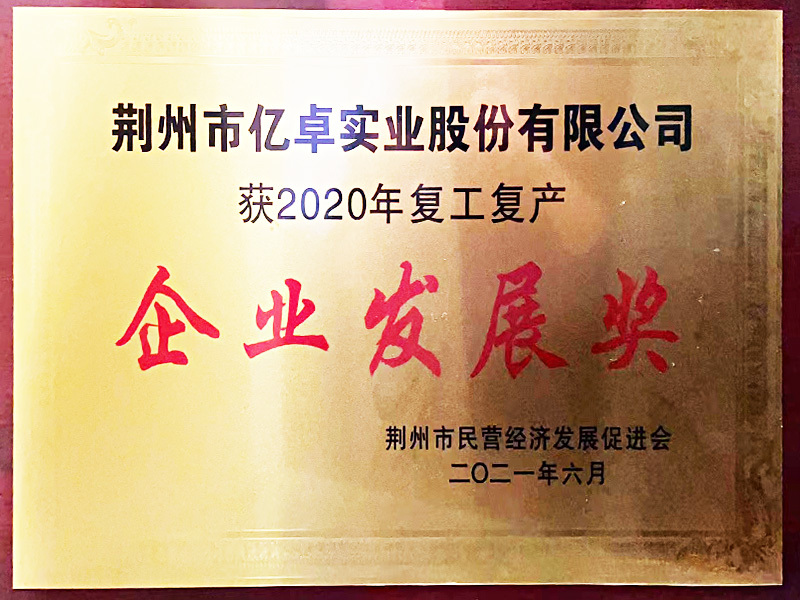 荆州市亿卓实业股份有限公司
获2020年复工复产
企业发展奖
荆州市民营经济发展促进会
二〇二一年六月